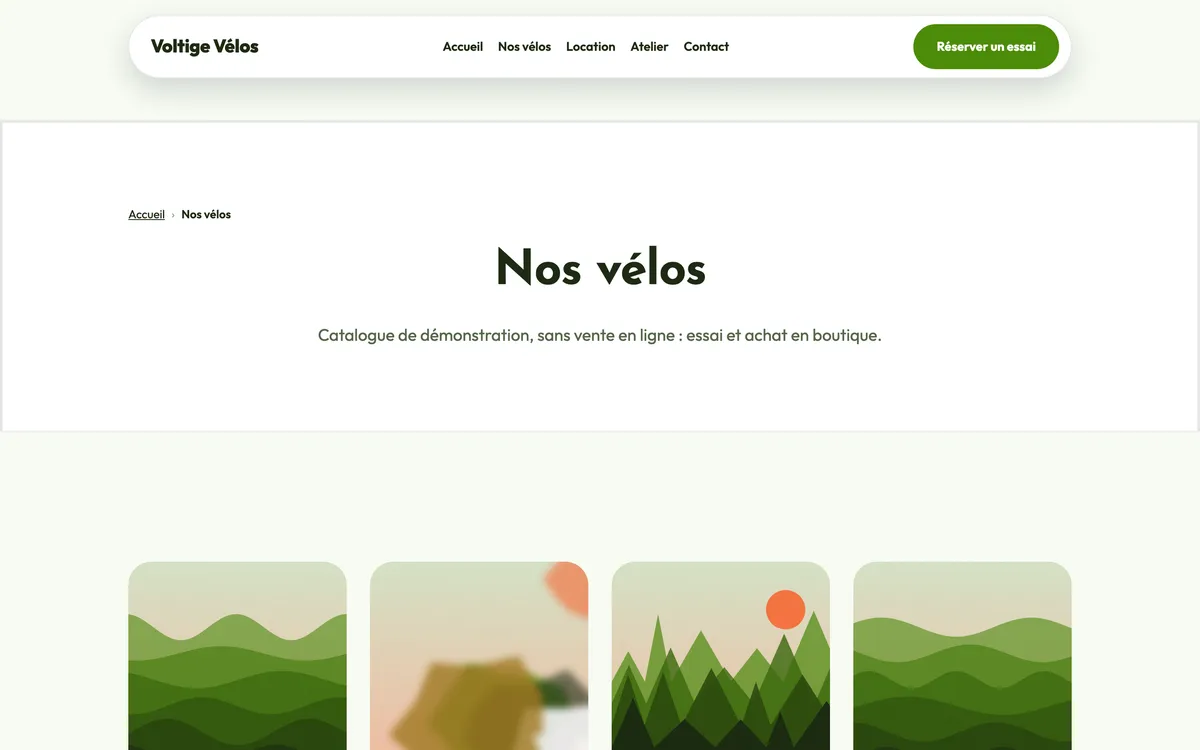 Voltige Vélos
Accueil Nos vélos Location Atelier Contact
Réserver un essai
Accueil › Nos vélos
Nos vélos
Catalogue de démonstration, sans vente en ligne : essai et achat en boutique.